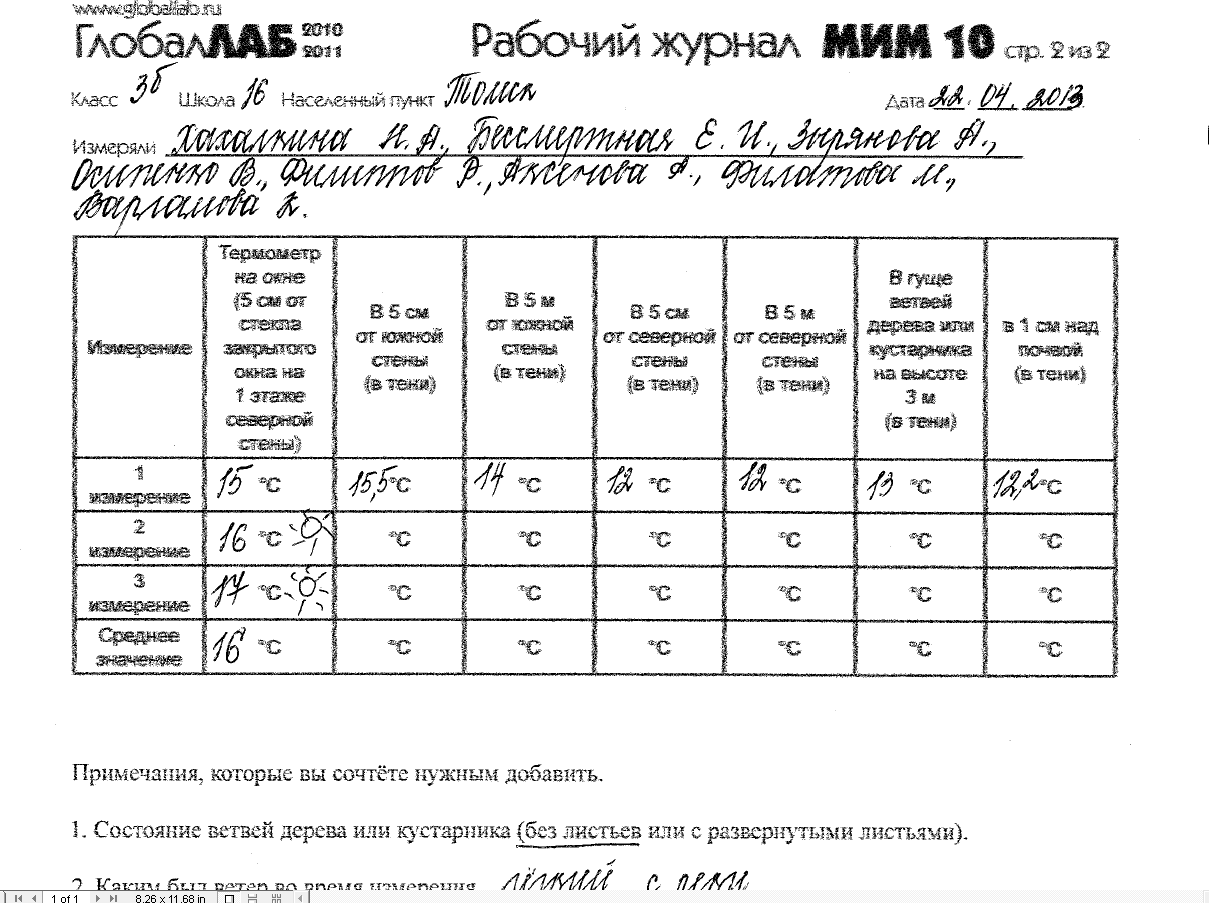 www.globallab.ru
ГлобалЛАБ 2010 2011 Рабочий журнал МИМ 10 стр. 2 из 2
Класс 3б Школа 16 Населенный пункт Томск Дата 22. 04. 2013
Измеряли Хахалкина Н.А., Бессмертная Е. И., Зырянова А.,
Осипенко В., Филиппов Р., Аксёнова А., Филатова М.,
Варламова К.
Измерение
Термометр на окне (5 см от стекла закрытого окна на 1 этаже северной стены)
В 5 см от южной стены (в тени)
В 5 м от южной стены (в тени)
В 5 см от северной стены (в тени)
В 5 м от северной стены (в тени)
В гуще ветвей дерева или кустарника на высоте 3 м (в тени)
в 1 см над почвой (в тени)
1 измерение 15 °C 15,5 °C 14 °C 12 °C 12 °C 13 °C 12,2 °C
2 измерение 16 °C °C °C °C °C °C °C
3 измерение 17 °C °C °C °C °C °C °C
Среднее значение 16 °C °C °C °C °C °C °C
Примечания, которые вы сочтёте нужным добавить.
1. Состояние ветвей дерева или кустарника (без листьев или с развернутыми листьями).
2. Каким был ветер во время измерения лёгкий с реки
1 of 1 8.26 x 11.68 in